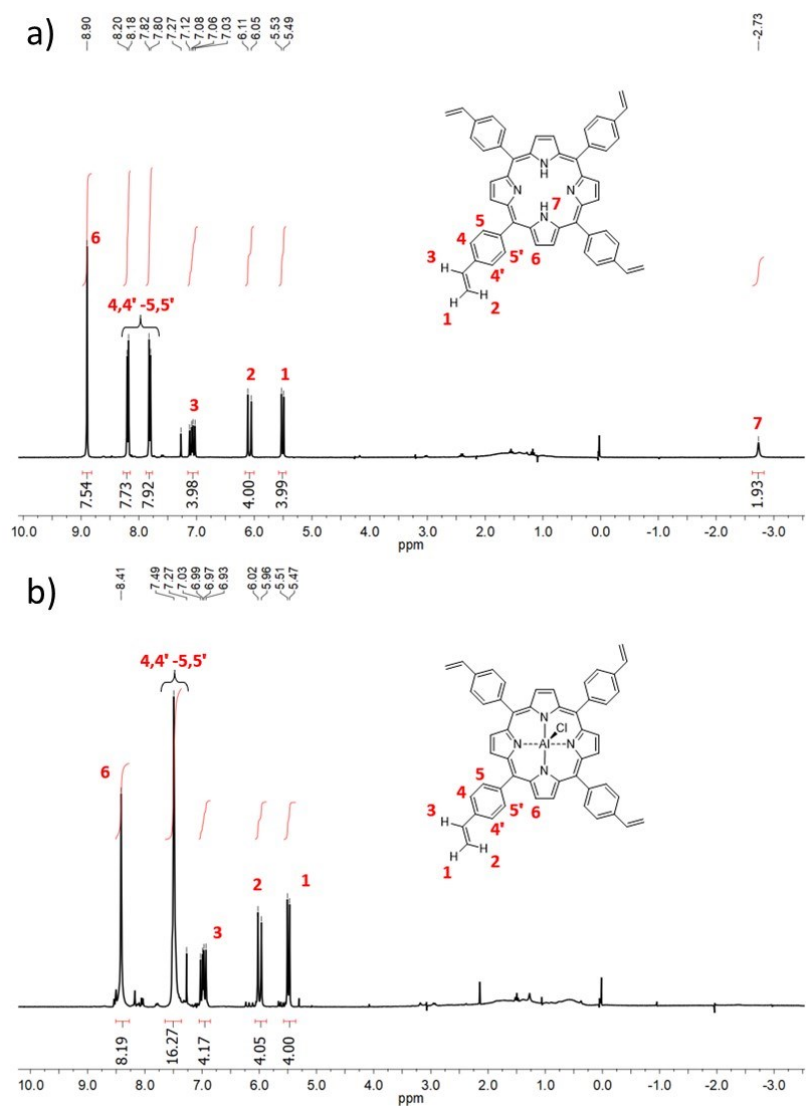 a)
8.90 8.20 8.18 7.82 7.80 7.27 7.12 7.08 7.06 7.03 6.11 6.05 5.53 5.49 -2.73
NH
N N
H
N 7
6 5 4 5' 6 3 H 4' H H 1 2
4,4' -5,5'
3 2 1 7
7.54 7.73 7.92 3.98 4.00 3.99 1.93
10.0 9.0 8.0 7.0 6.0 5.0 4.0 3.0 2.0 1.0 0.0 -1.0 -2.0 -3.0
ppm
b)
8.41 7.49 7.27 7.03 6.99 6.97 6.93 6.02 5.96 5.51 5.47
4,4' -5,5'
N Cl
N Al N
N
6 5 4 5' 6 3 H 4' H H 1 2
3 2 1
8.19 16.27 4.17 4.05 4.00
10.0 9.0 8.0 7.0 6.0 5.0 4.0 3.0 2.0 1.0 0.0 -1.0 -2.0 -3.0
ppm